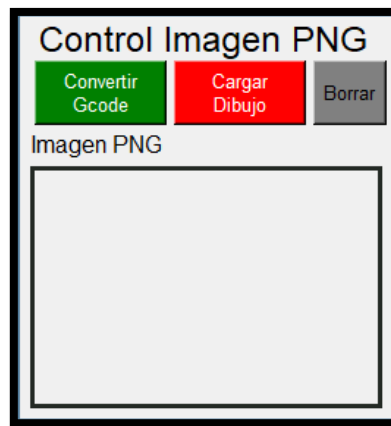 Control Imagen PNG
Convertir
Gcode
Cargar
Dibujo
Borrar
Imagen PNG